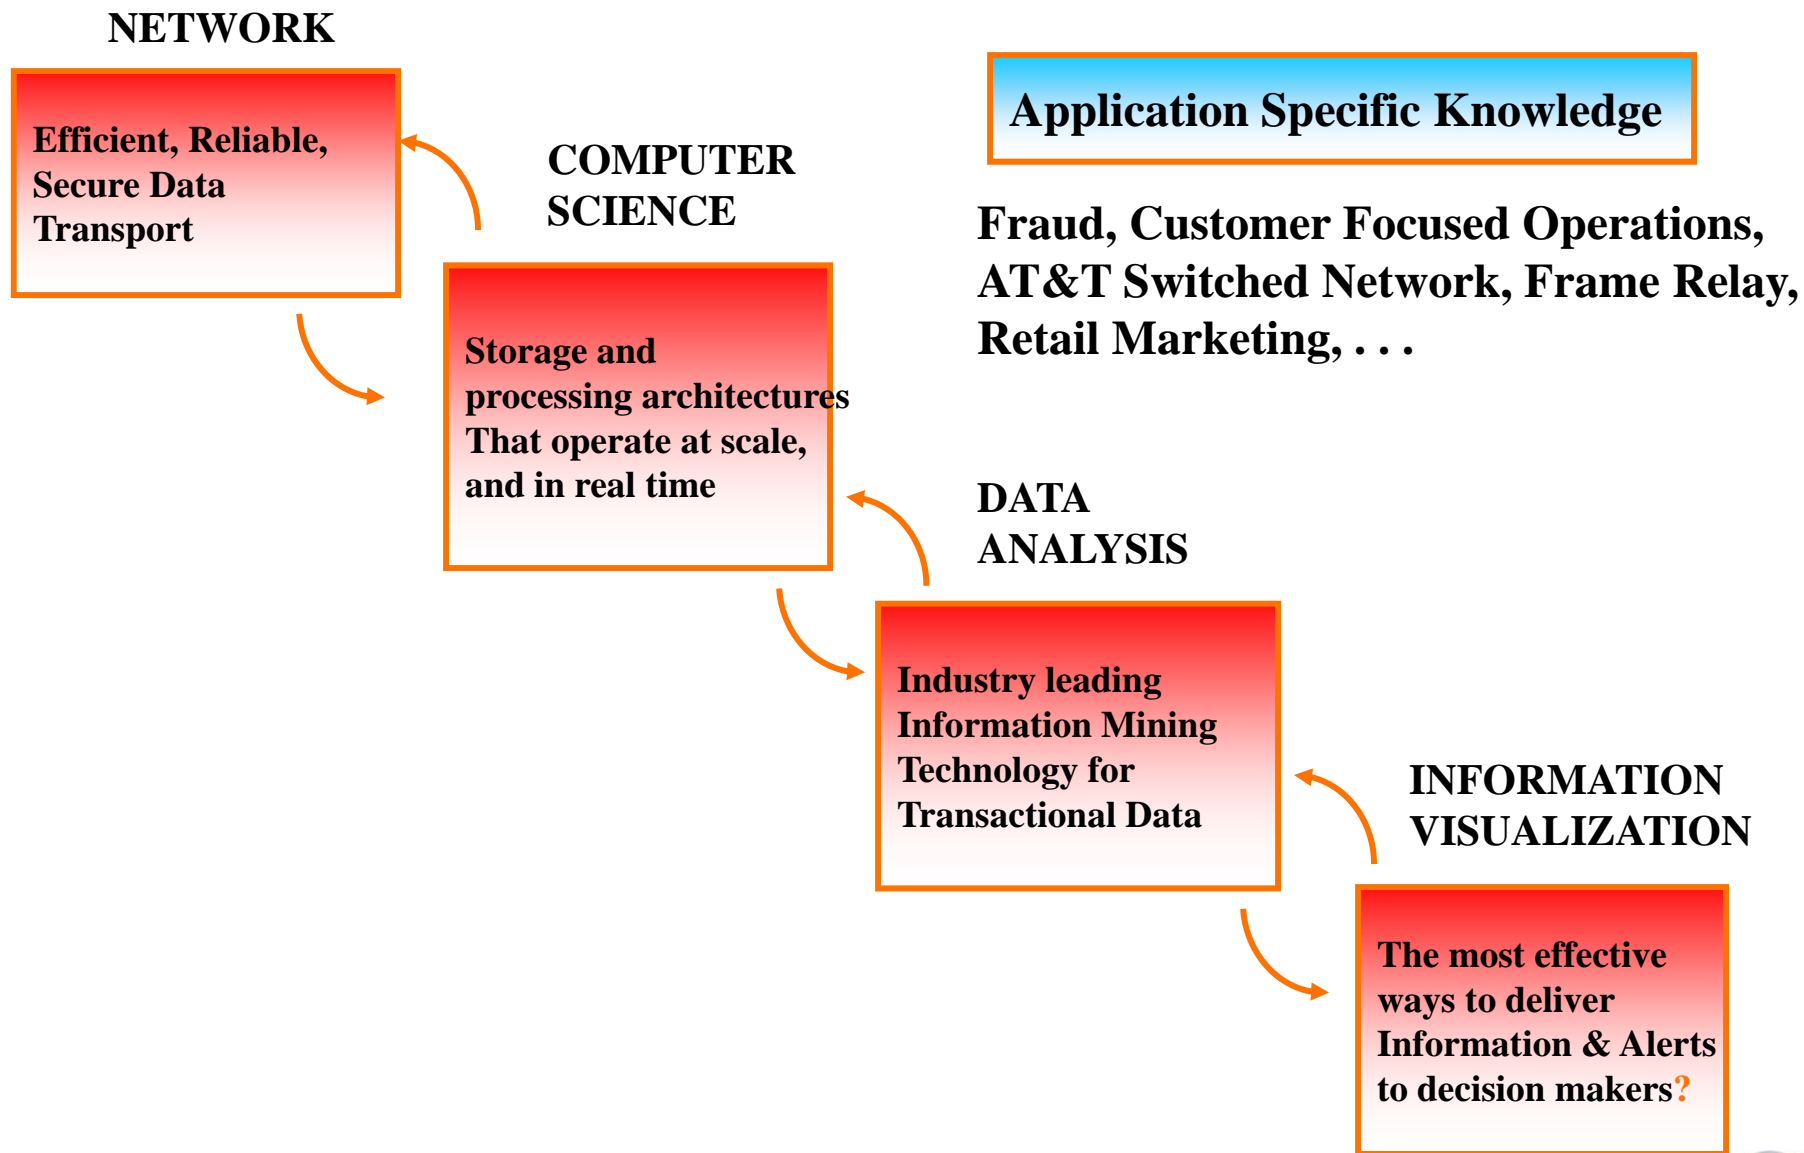 NETWORK
Efficient, Reliable,
Secure Data
Transport
COMPUTER
SCIENCE
Storage and
processing architectures
That operate at scale,
and in real time
Application Specific Knowledge
Fraud, Customer Focused Operations,
AT&T Switched Network, Frame Relay,
Retail Marketing, . . .
DATA
ANALYSIS
Industry leading
Information Mining
Technology for
Transactional Data
INFORMATION
VISUALIZATION
The most effective
ways to deliver
Information & Alerts
to decision makers?